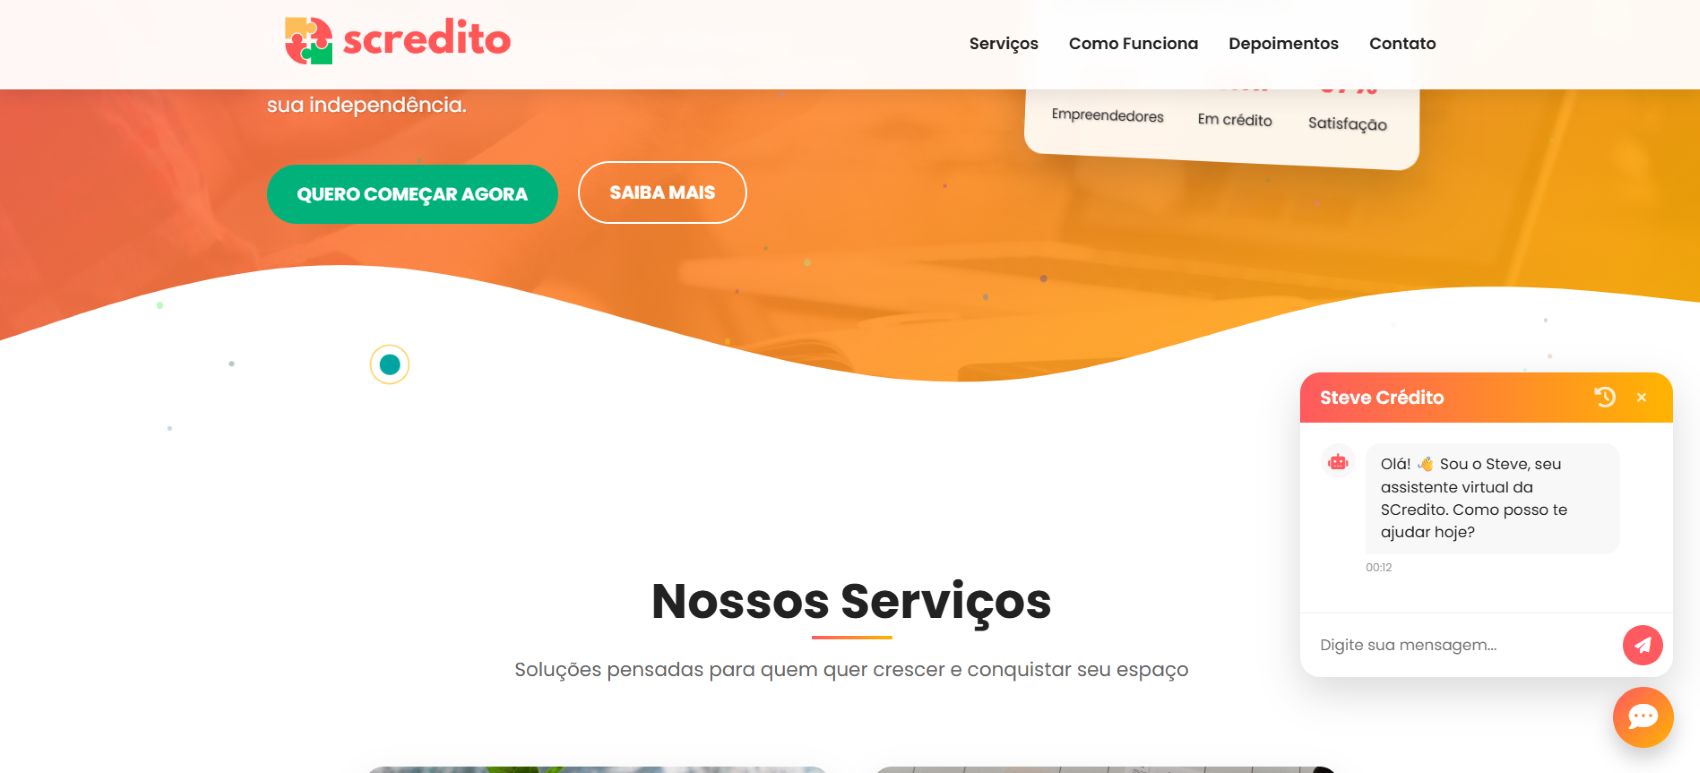 scredito
Serviços
Como Funciona
Depoimentos
Contato
sua independência.
Empreendedores
Em crédito
Satisfação
QUERO COMEÇAR AGORA
SAIBA MAIS
Steve Crédito
Olá! 👋 Sou o Steve, seu
assistente virtual da
SCredito. Como posso te
ajudar hoje?
00:12
Digite sua mensagem...
Nossos Serviços
Soluções pensadas para quem quer crescer e conquistar seu espaço